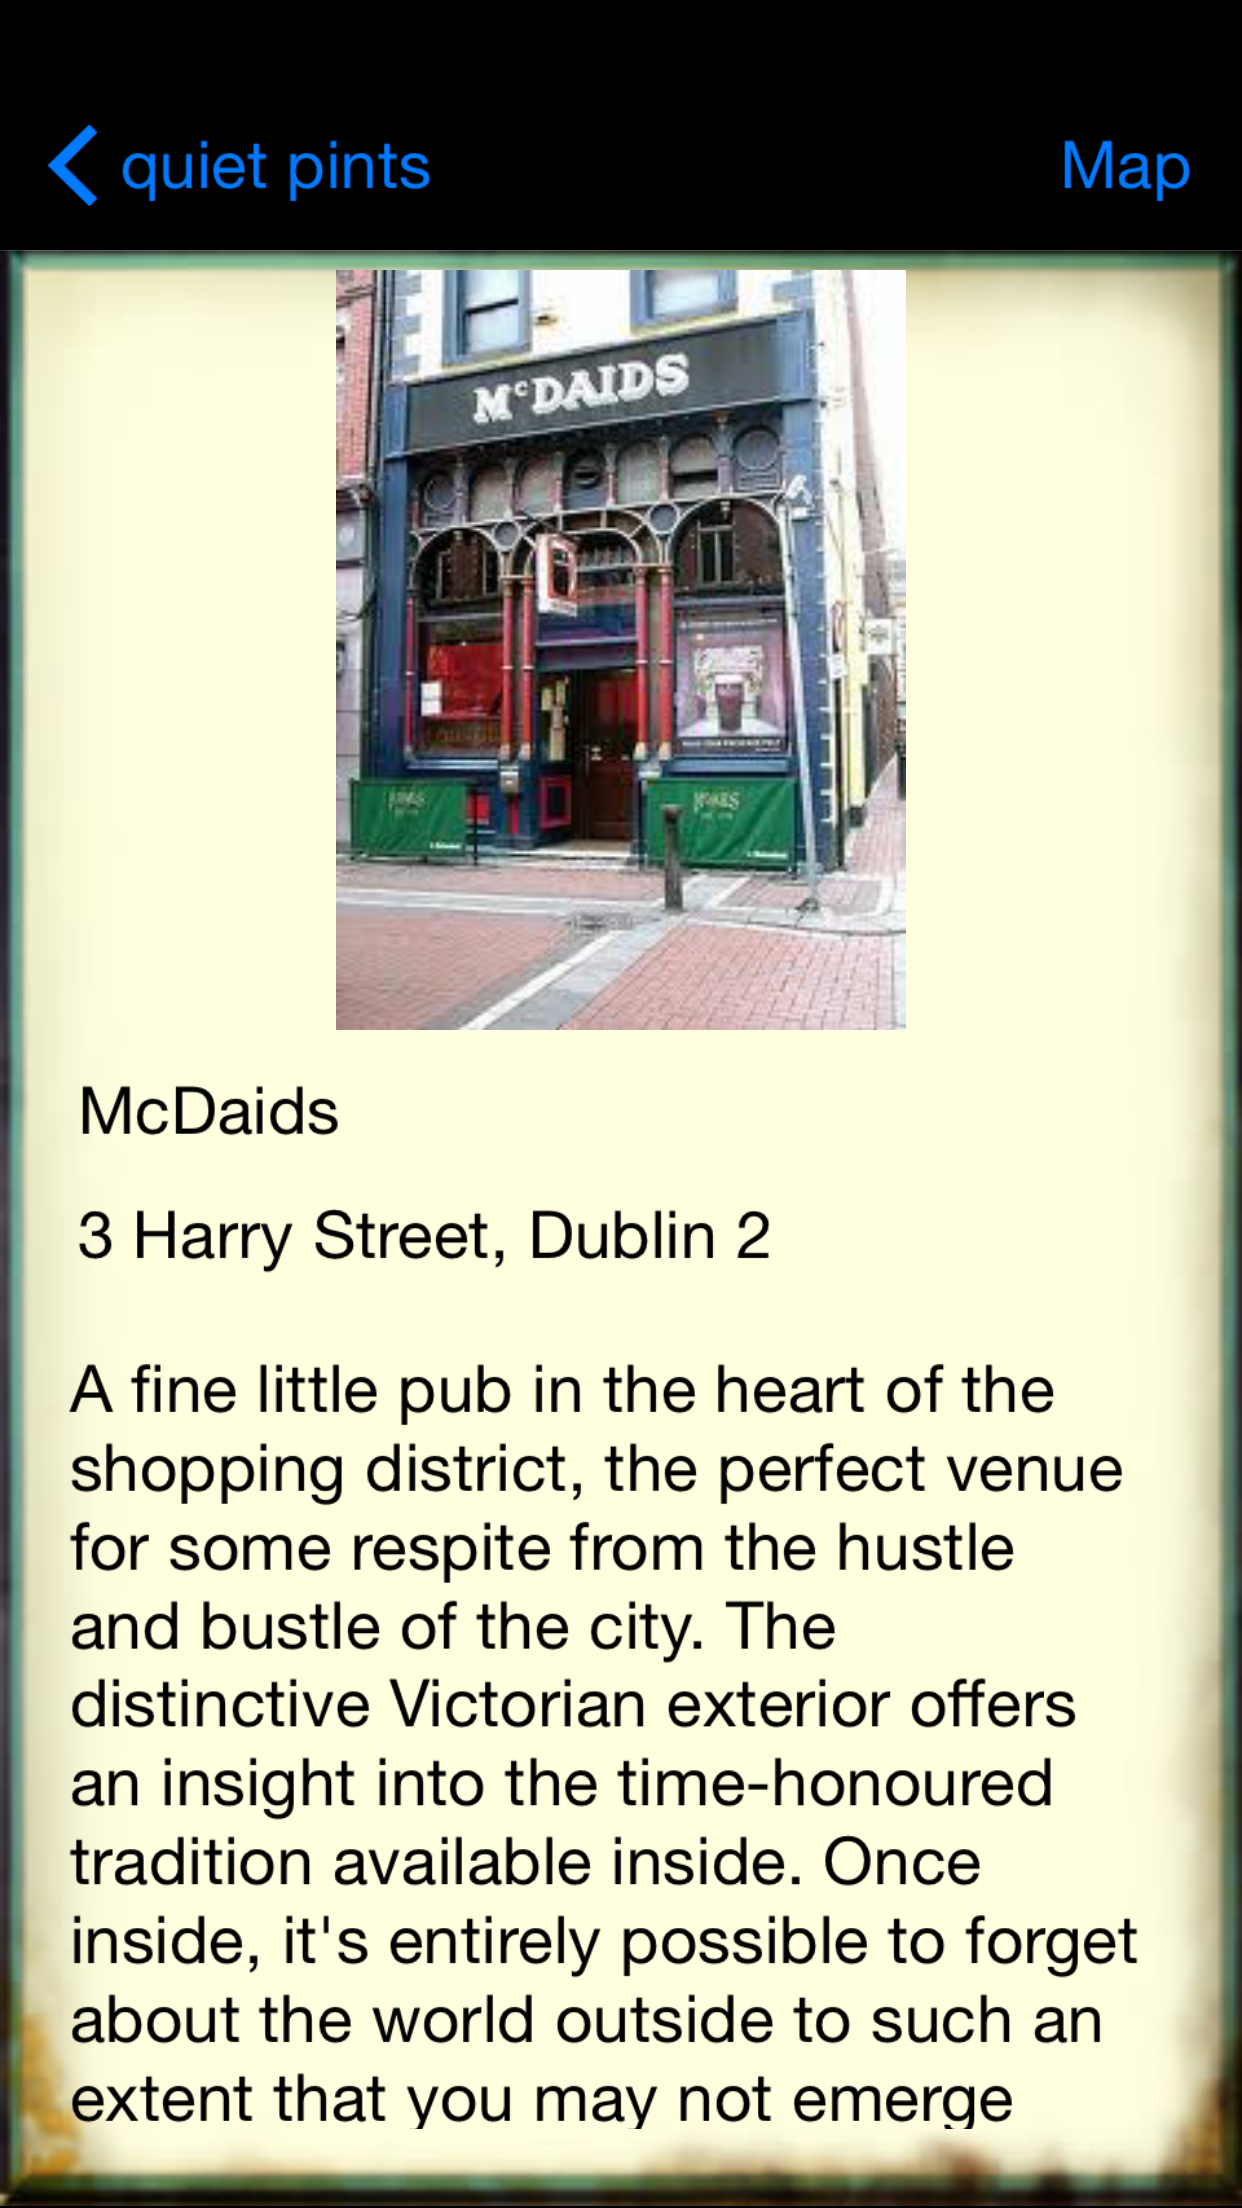 quiet pints
Map
McDAIDS
McDaids
3 Harry Street, Dublin 2
A fine little pub in the heart of the
shopping district, the perfect venue
for some respite from the hustle
and bustle of the city. The
distinctive Victorian exterior offers
an insight into the time-honoured
tradition available inside. Once
inside, it's entirely possible to forget
about the world outside to such an
extent that you may not emerge